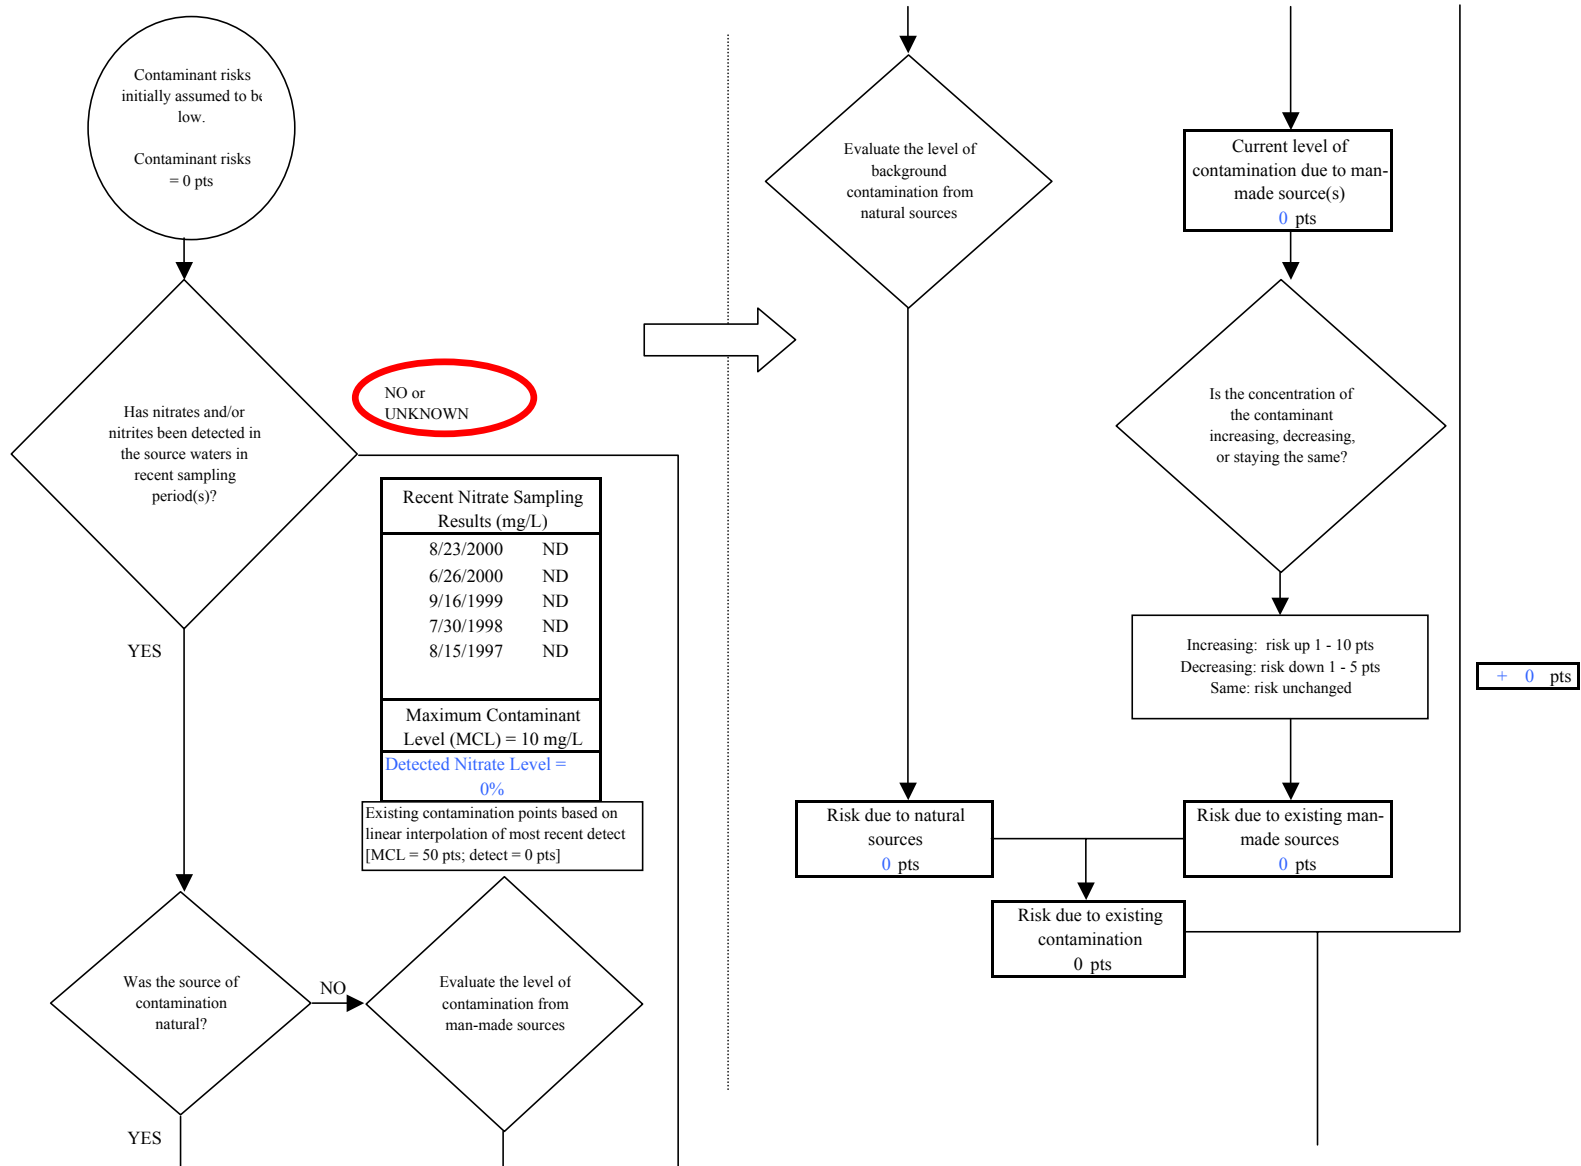 Contaminant risks
initially assumed to be
low.
Contaminant risks
= 0 pts
Has nitrates and/or
nitrites been detected in
the source waters in
recent sampling
period(s)?
NO or
UNKNOWN
YES
Recent Nitrate Sampling
Results (mg/L)
8/23/2000 ND
6/26/2000 ND
9/16/1999 ND
7/30/1998 ND
8/15/1997 ND
Maximum Contaminant
Level (MCL) = 10 mg/L
Detected Nitrate Level =
0%
Existing contamination points based on
linear interpolation of most recent detect
[MCL = 50 pts; detect = 0 pts]
Was the source of
contamination
natural?
NO
Evaluate the level of
contamination from
man-made sources
YES
Evaluate the level of
background
contamination from
natural sources
Current level of
contamination due to man-
made source(s)
0 pts
Is the concentration of
the contaminant
increasing, decreasing,
or staying the same?
Increasing: risk up 1 - 10 pts
Decreasing: risk down 1 - 5 pts
Same: risk unchanged
+ 0 pts
Risk due to natural
sources
0 pts
Risk due to existing man-
made sources
0 pts
Risk due to existing
contamination
0 pts